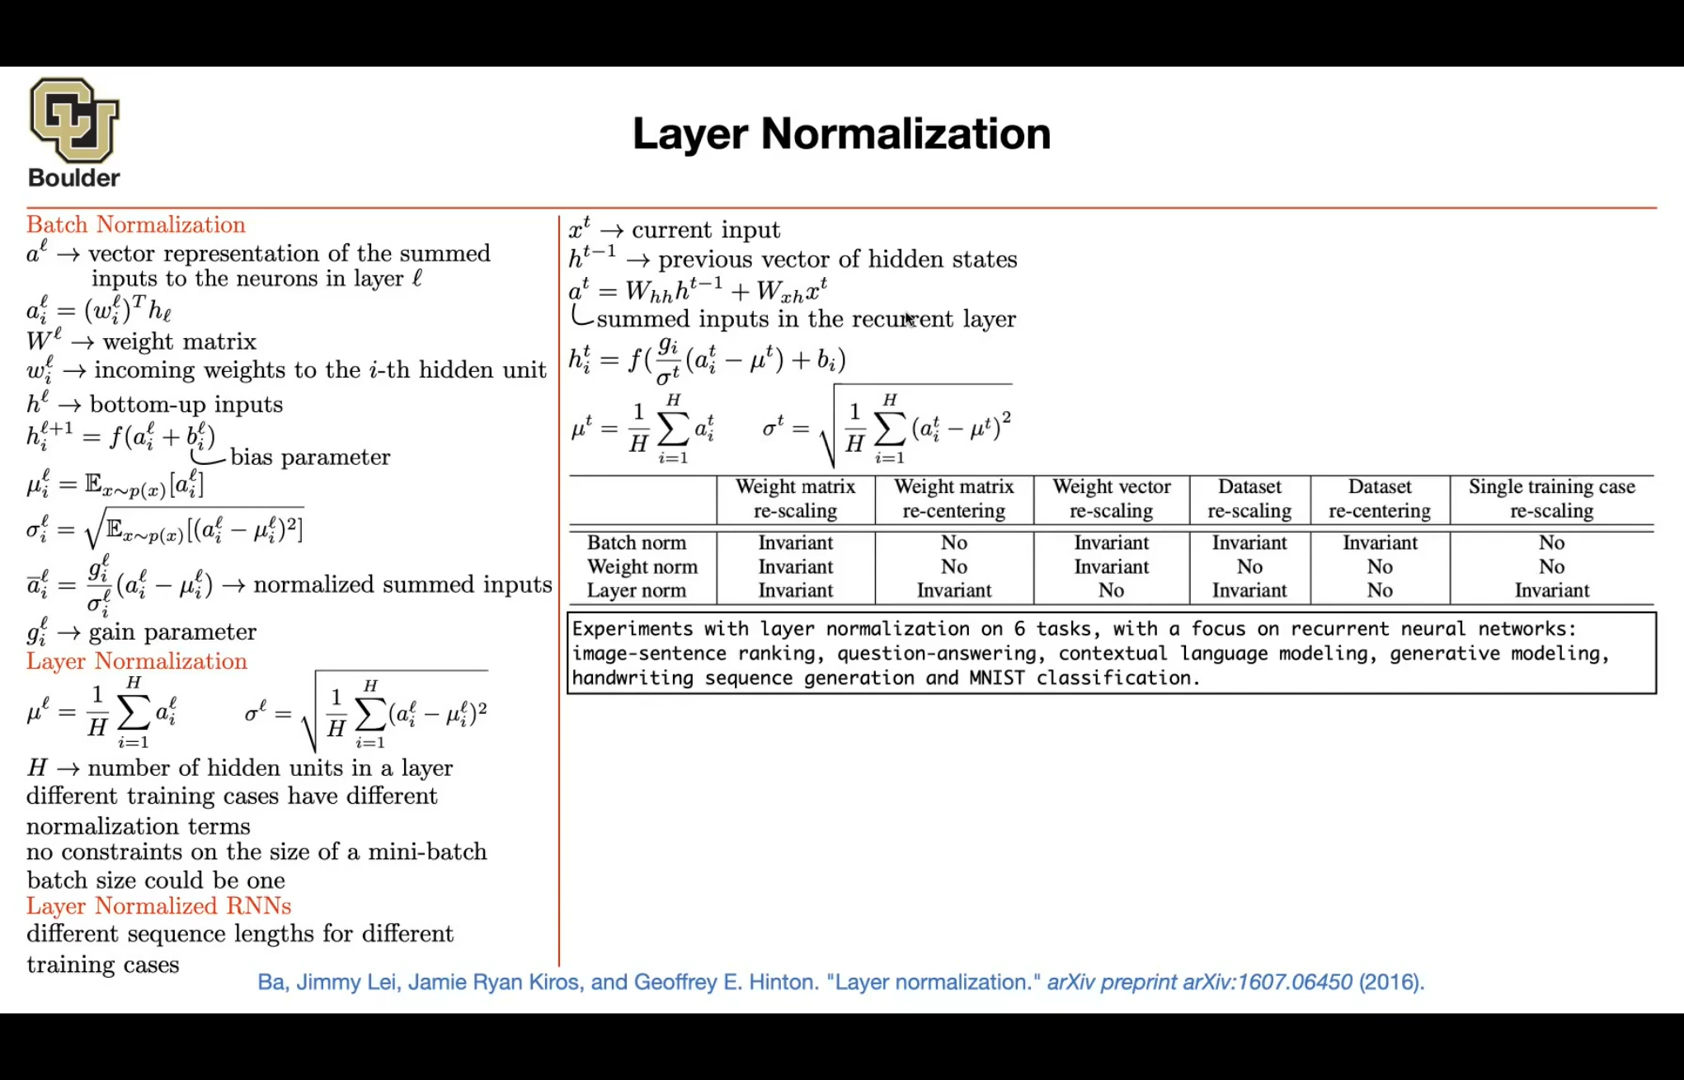 CU
Boulder
Layer Normalization
Batch Normalization
a^ℓ → vector representation of the summed
inputs to the neurons in layer ℓ
a_i^ℓ = (w_i^ℓ)^T h_ℓ
W^ℓ → weight matrix
w_i^ℓ → incoming weights to the i-th hidden unit
h^ℓ → bottom-up inputs
h_i^{ℓ+1} = f(a_i^ℓ + b_i^ℓ)
bias parameter
μ_i^ℓ = 𝔼_{x∼p(x)}[a_i^ℓ]
σ_i^ℓ = √(𝔼_{x∼p(x)}[(a_i^ℓ − μ_i^ℓ)²])
a̅_i^ℓ = g_i^ℓ/σ_i^ℓ (a_i^ℓ − μ_i^ℓ) → normalized summed inputs
g_i^ℓ → gain parameter
Layer Normalization
μ^ℓ = 1/H ∑_{i=1}^{H} a_i^ℓ σ^ℓ = √(1/H ∑_{i=1}^{H} (a_i^ℓ − μ_i^ℓ)²)
H → number of hidden units in a layer
different training cases have different
normalization terms
no constraints on the size of a mini-batch
batch size could be one
Layer Normalized RNNs
different sequence lengths for different
training cases
x^t → current input
h^{t−1} → previous vector of hidden states
a^t = W_{hh}h^{t−1} + W_{xh}x^t
summed inputs in the recurrent layer
h_i^t = f(g_i/σ^t (a_i^t − μ^t) + b_i)
μ^t = 1/H ∑_{i=1}^{H} a_i^t σ^t = √(1/H ∑_{i=1}^{H} (a_i^t − μ^t)²)
Weight matrix Weight matrix Weight vector Dataset Dataset Single training case
re-scaling re-centering re-scaling re-scaling re-centering re-scaling
Batch norm Invariant No Invariant Invariant Invariant No
Weight norm Invariant No Invariant No No No
Layer norm Invariant Invariant No Invariant No Invariant
Experiments with layer normalization on 6 tasks, with a focus on recurrent neural networks:
image-sentence ranking, question-answering, contextual language modeling, generative modeling,
handwriting sequence generation and MNIST classification.
Ba, Jimmy Lei, Jamie Ryan Kiros, and Geoffrey E. Hinton. "Layer normalization." arXiv preprint arXiv:1607.06450 (2016).